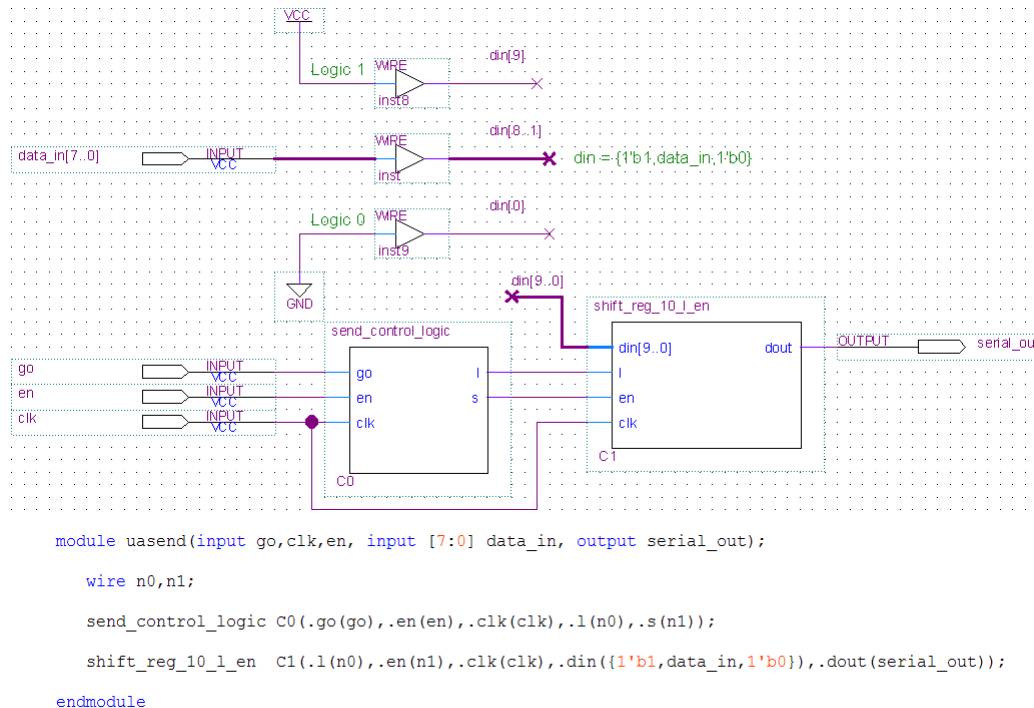 VCC
din[9]
Logic 1
WIRE
inst8
din[8..1]
WIRE
data_in[7..0]
INPUT
VCC
din = {1'b1,data_in,1'b0}
inst
din[0]
Logic 0
WIRE
inst9
din[9..0]
GND
shift_reg_10_l_en
send_control_logic
din[9..0]
dout
OUTPUT
serial_ou
go
INPUT
VCC
go
l
l
en
INPUT
VCC
en
s
en
clk
INPUT
VCC
clk
clk
C1
C0
module uasend(input go,clk,en, input [7:0] data_in, output serial_out);
wire n0,n1;
send_control_logic C0(.go(go),.en(en),.clk(clk),.l(n0),.s(n1));
shift_reg_10_l_en C1(.l(n0),.en(n1),.clk(clk),.din({1'b1,data_in,1'b0}),.dout(serial_out));
endmodule